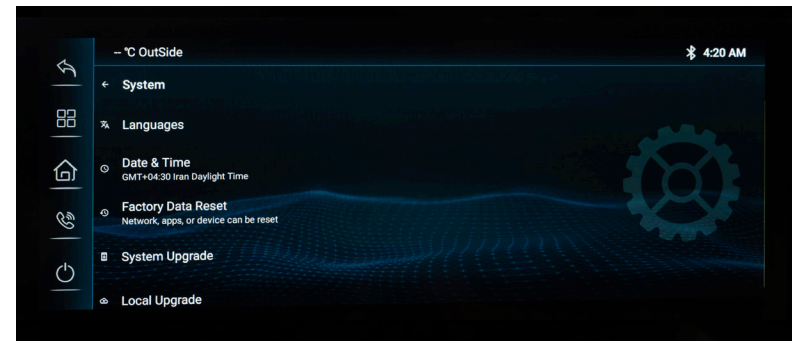 -- °C OutSide
4:20 AM
System
Languages
Date & Time
GMT+04:30 Iran Daylight Time
Factory Data Reset
Network, apps, or device can be reset
System Upgrade
Local Upgrade